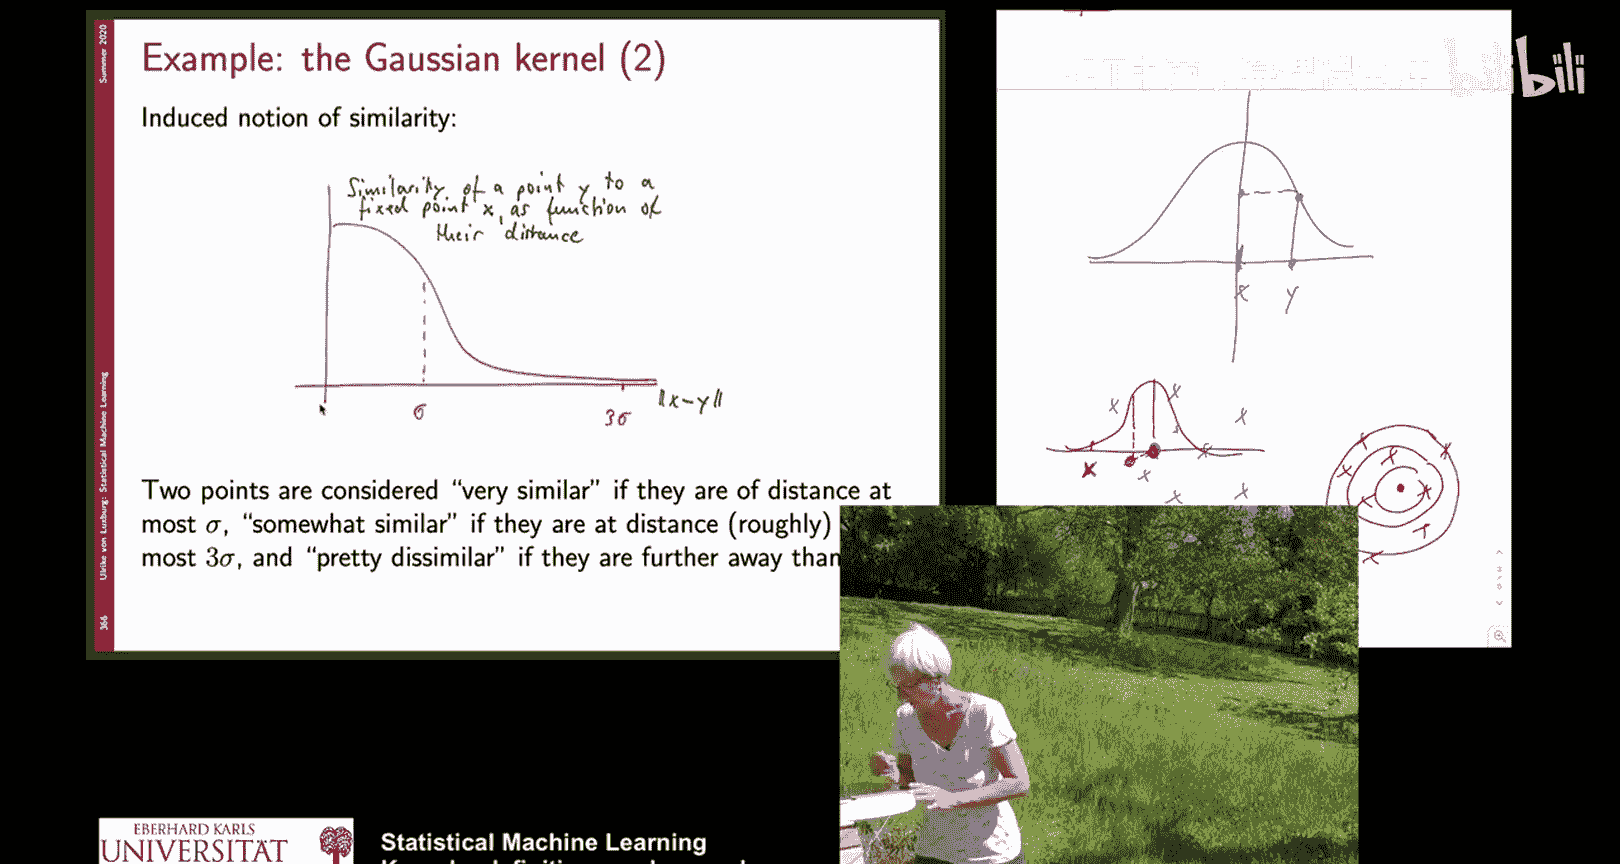 Summer 2020
Example: the Gaussian kernel (2)
Induced notion of similarity:
Similarity of a point y to a
fixed point x, as function of
their distance
σ
3σ
||x-y||
Two points are considered “very similar” if they are of distance at
most σ, “somewhat similar” if they are at distance (roughly)
most 3σ, and “pretty dissimilar” if they are further away than
Ulrike von Luxburg: Statistical Machine Learning
366
bilibili
x
y
EBERHARD KARLS
UNIVERSITÄT
Statistical Machine Learning